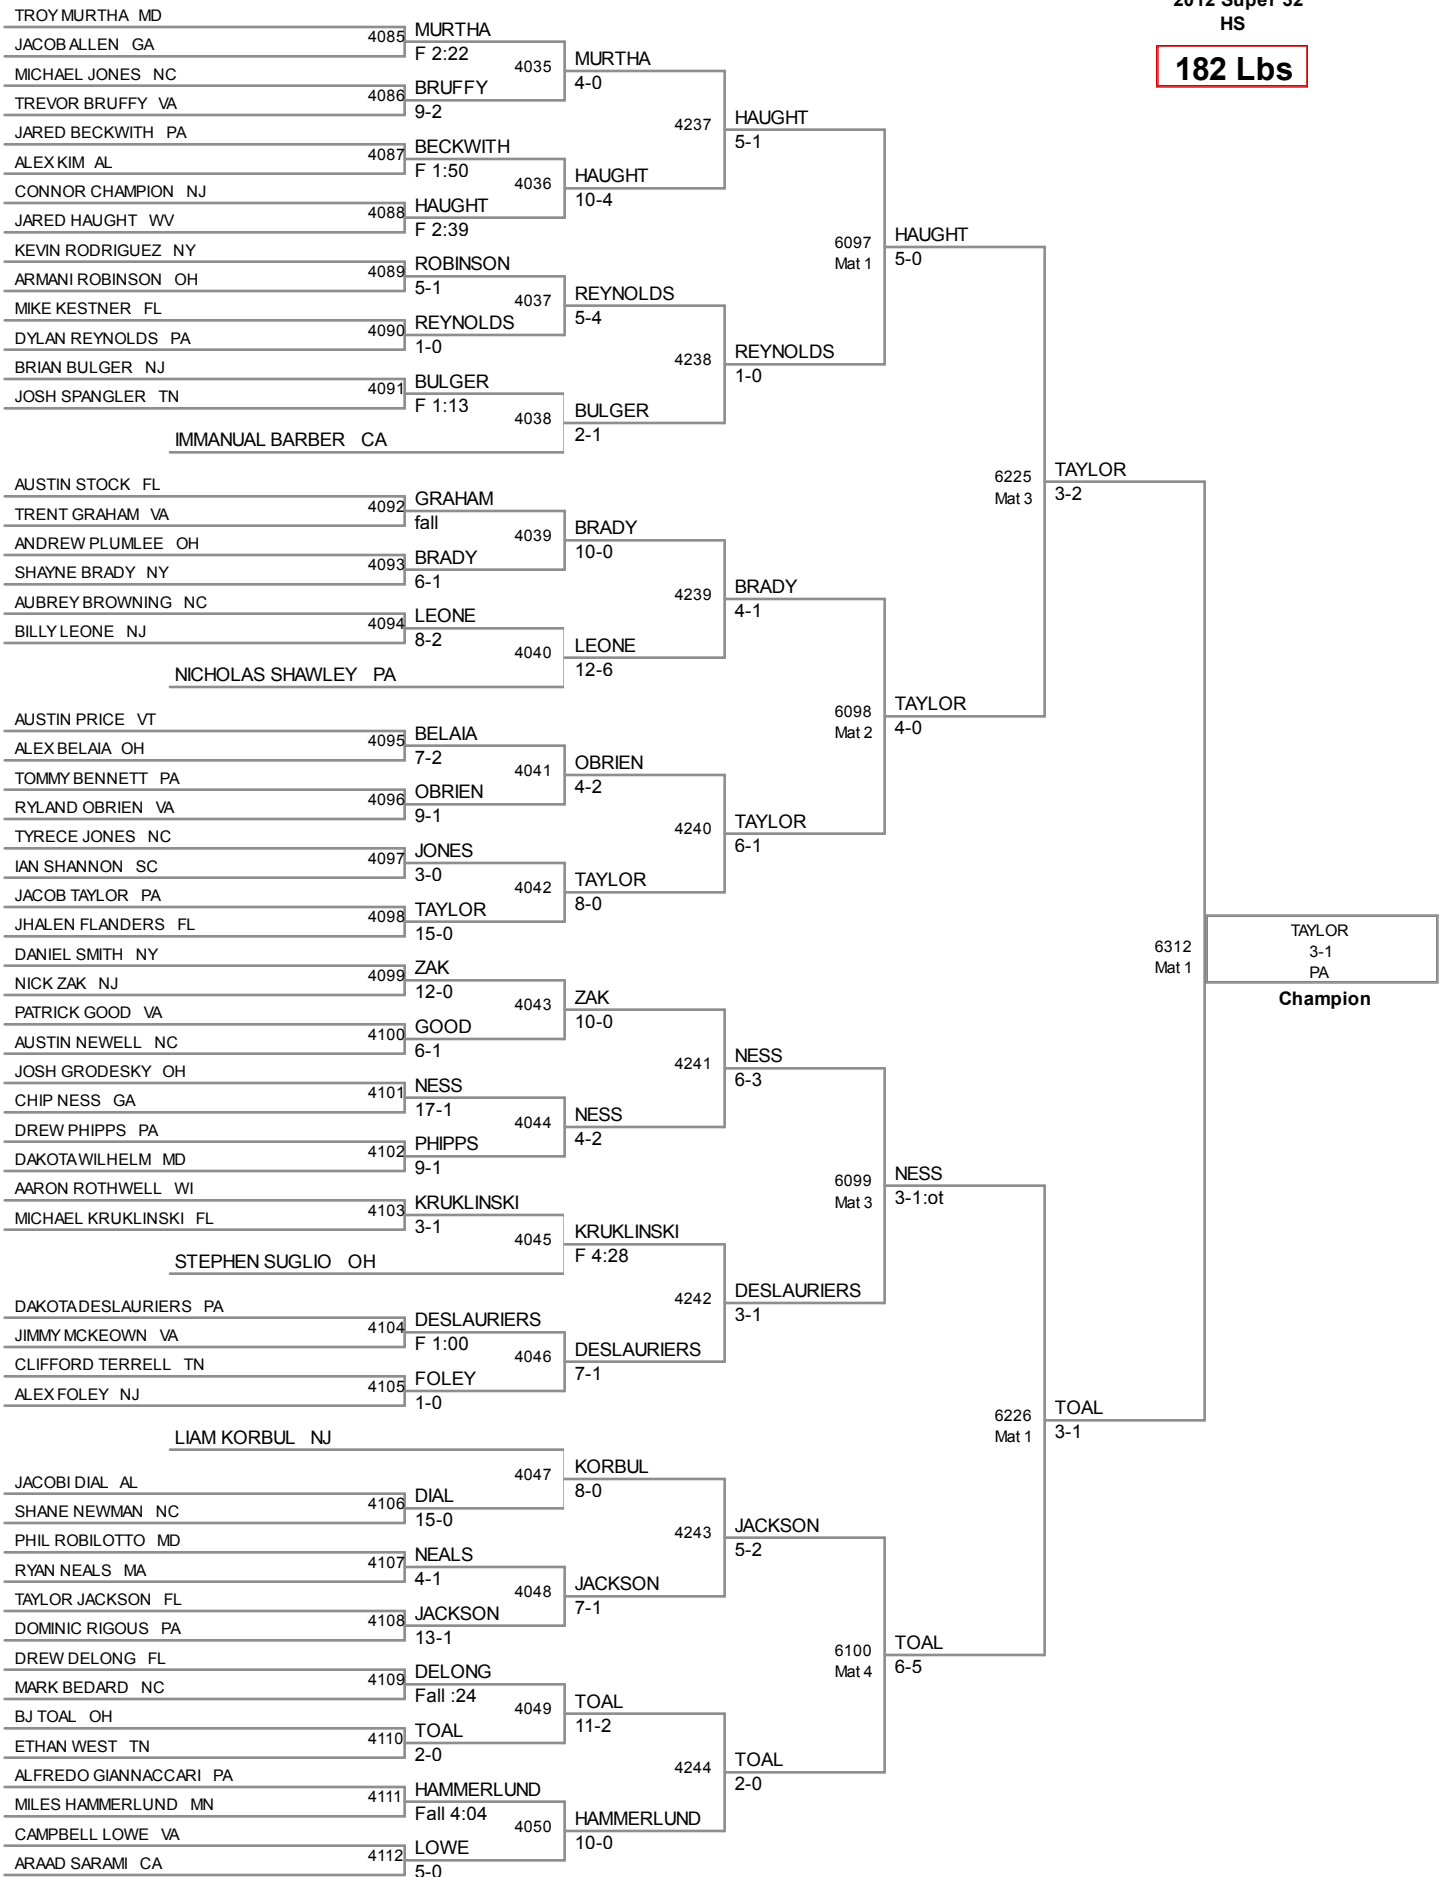 2012 Super 32
HS
182 Lbs
TROY MURTHA MD
JACOB ALLEN GA
MICHAEL JONES NC
TREVOR BRUFFY VA
JARED BECKWITH PA
ALEX KIM AL
CONNOR CHAMPION NJ
JARED HAUGHT WV
KEVIN RODRIGUEZ NY
ARMANI ROBINSON OH
MIKE KESTNER FL
DYLAN REYNOLDS PA
BRIAN BULGER NJ
JOSH SPANGLER TN
IMMANUAL BARBER CA
AUSTIN STOCK FL
TRENT GRAHAM VA
ANDREW PLUMLEE OH
SHAYNE BRADY NY
AUBREY BROWNING NC
BILLY LEONE NJ
NICHOLAS SHAWLEY PA
AUSTIN PRICE VT
ALEX BELAIA OH
TOMMY BENNETT PA
RYLAND OBRIEN VA
TYRECE JONES NC
IAN SHANNON SC
JACOB TAYLOR PA
JHALEN FLANDERS FL
DANIEL SMITH NY
NICK ZAK NJ
PATRICK GOOD VA
AUSTIN NEWELL NC
JOSH GRODESKY OH
CHIP NESS GA
DREW PHIPPS PA
DAKOTA WILHELM MD
AARON ROTHWELL WI
MICHAEL KRUKLINSKI FL
STEPHEN SUGLIO OH
DAKOTA DESLAURIERS PA
JIMMY MCKEOWN VA
CLIFFORD TERRELL TN
ALEX FOLEY NJ
LIAM KORBUL NJ
JACOBI DIAL AL
SHANE NEWMAN NC
PHIL ROBILOTTO MD
RYAN NEALS MA
TAYLOR JACKSON FL
DOMINIC RIGOUS PA
DREW DELONG FL
MARK BEDARD NC
BJ TOAL OH
ETHAN WEST TN
ALFREDO GIANNACCARI PA
MILES HAMMERLUND MN
CAMPBELL LOWE VA
ARAAD SARAMI CA
4085 MURTHA
F 2:22
4086 BRUFFY
9-2
4087 BECKWITH
F 1:50
4088 HAUGHT
F 2:39
4089 ROBINSON
5-1
4090 REYNOLDS
1-0
4091 BULGER
F 1:13
4092 GRAHAM
fall
4093 BRADY
6-1
4094 LEONE
8-2
4095 BELAIA
7-2
4096 OBRIEN
9-1
4097 JONES
3-0
4098 TAYLOR
15-0
4099 ZAK
12-0
4100 GOOD
6-1
4101 NESS
17-1
4102 PHIPPS
9-1
4103 KRUKLINSKI
3-1
4104 DESLAURIERS
F 1:00
4105 FOLEY
1-0
4106 DIAL
15-0
4107 NEALS
4-1
4108 JACKSON
13-1
4109 DELONG
Fall :24
4110 TOAL
2-0
4111 HAMMERLUND
Fall 4:04
4112 LOWE
5-0
4035 MURTHA
4-0
4036 HAUGHT
10-4
4037 REYNOLDS
5-4
4038 BULGER
2-1
4039 BRADY
10-0
4040 LEONE
12-6
4041 OBRIEN
4-2
4042 TAYLOR
8-0
4043 ZAK
10-0
4044 NESS
4-2
4045 KRUKLINSKI
F 4:28
4046 DESLAURIERS
7-1
4047 KORBUL
8-0
4048 JACKSON
7-1
4049 TOAL
11-2
4050 HAMMERLUND
10-0
4237 HAUGHT
5-1
4238 REYNOLDS
1-0
4239 BRADY
4-1
4240 TAYLOR
6-1
4241 NESS
6-3
4242 DESLAURIERS
3-1
4243 JACKSON
5-2
4244 TOAL
2-0
6097 HAUGHT
Mat 1 5-0
6098 TAYLOR
Mat 2 4-0
6099 NESS
Mat 3 3-1:ot
6100 TOAL
Mat 4 6-5
6225 TAYLOR
Mat 3 3-2
6226 TOAL
Mat 1 3-1
6312
Mat 1
TAYLOR
3-1
PA
Champion